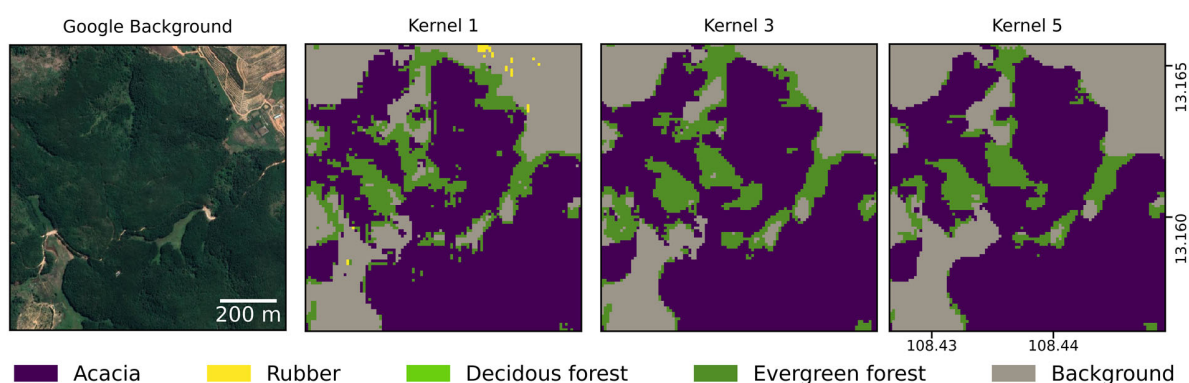 Google Background
Kernel 1
Kernel 3
Kernel 5
200 m
13.165
13.160
108.43
108.44
Acacia
Rubber
Decidous forest
Evergreen forest
Background